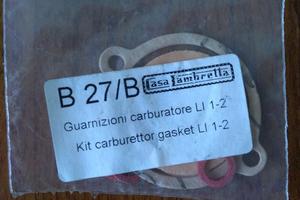 B 27/B Casa Lambretta
Guarnizioni carburatore LI 1-2
Kit carburettor gasket LI 1-2